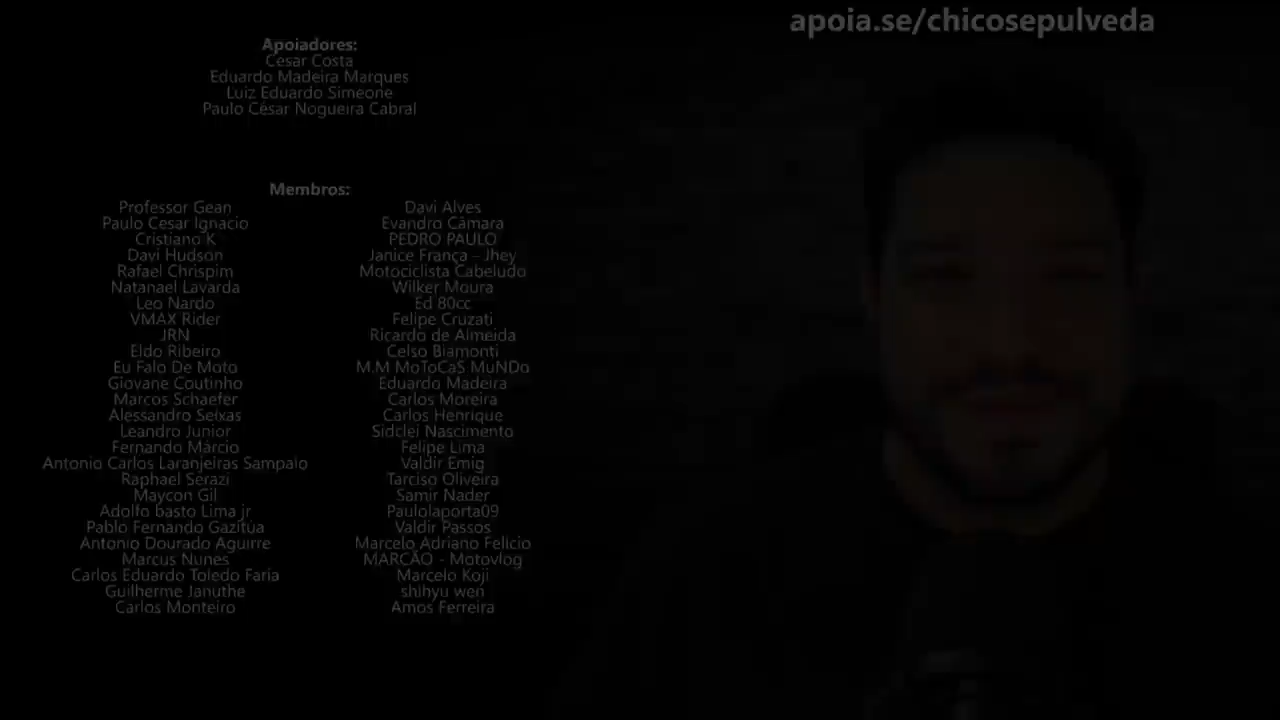 apoia.se/chicosepulveda
Apoiadores:
Cesar Costa
Eduardo Madeira Marques
Luiz Eduardo Simeone
Paulo César Nogueira Cabral
Membros:
Professor Gean
Paulo Cesar Ignacio
Cristiano K
Davi Hudson
Rafael Chrispim
Natanael Lavarda
Leo Nardo
VMAX Rider
JRN
Eldo Ribeiro
Eu Falo De Moto
Giovane Coutinho
Marcos Schaefer
Alessandro Seixas
Leandro Junior
Fernando Márcio
Antonio Carlos Laranjeiras Sampaio
Raphael Serazi
Maycon Gil
Adolfo basto Lima jr
Pablo Fernando Gazitúa
Antonio Dourado Aguirre
Marcus Nunes
Carlos Eduardo Toledo Faria
Guilherme Januthe
Carlos Monteiro
Davi Alves
Evandro Câmara
PEDRO PAULO
Janice França - Jhey
Motociclista Cabeludo
Wilker Moura
Ed 80cc
Felipe Cruzati
Ricardo de Almeida
Celso Biamonti
M.M MoToCaS MuNDo
Eduardo Madeira
Carlos Moreira
Carlos Henrique
Sidclei Nascimento
Felipe Lima
Valdir Emig
Tarciso Oliveira
Samir Nader
Paulolaporta09
Valdir Passos
Marcelo Adriano Felício
MARCÃO - Motovlog
Marcelo Koji
shihyu wen
Amos Ferreira